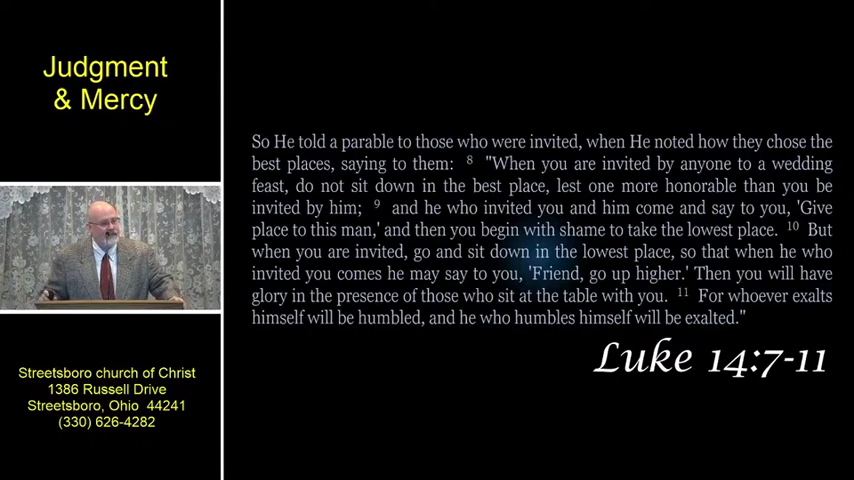 Judgment
& Mercy
Streetsboro church of Christ
1386 Russell Drive
Streetsboro, Ohio  44241
(330) 626-4282
So He told a parable to those who were invited, when He noted how they chose the
best places, saying to them:  8  "When you are invited by anyone to a wedding
feast, do not sit down in the best place, lest one more honorable than you be
invited by him;  9  and he who invited you and him come and say to you, 'Give
place to this man,' and then you begin with shame to take the lowest place.  10  But
when you are invited, go and sit down in the lowest place, so that when he who
invited you comes he may say to you, 'Friend, go up higher.' Then you will have
glory in the presence of those who sit at the table with you.  11  For whoever exalts
himself will be humbled, and he who humbles himself will be exalted."
Luke 14:7-11